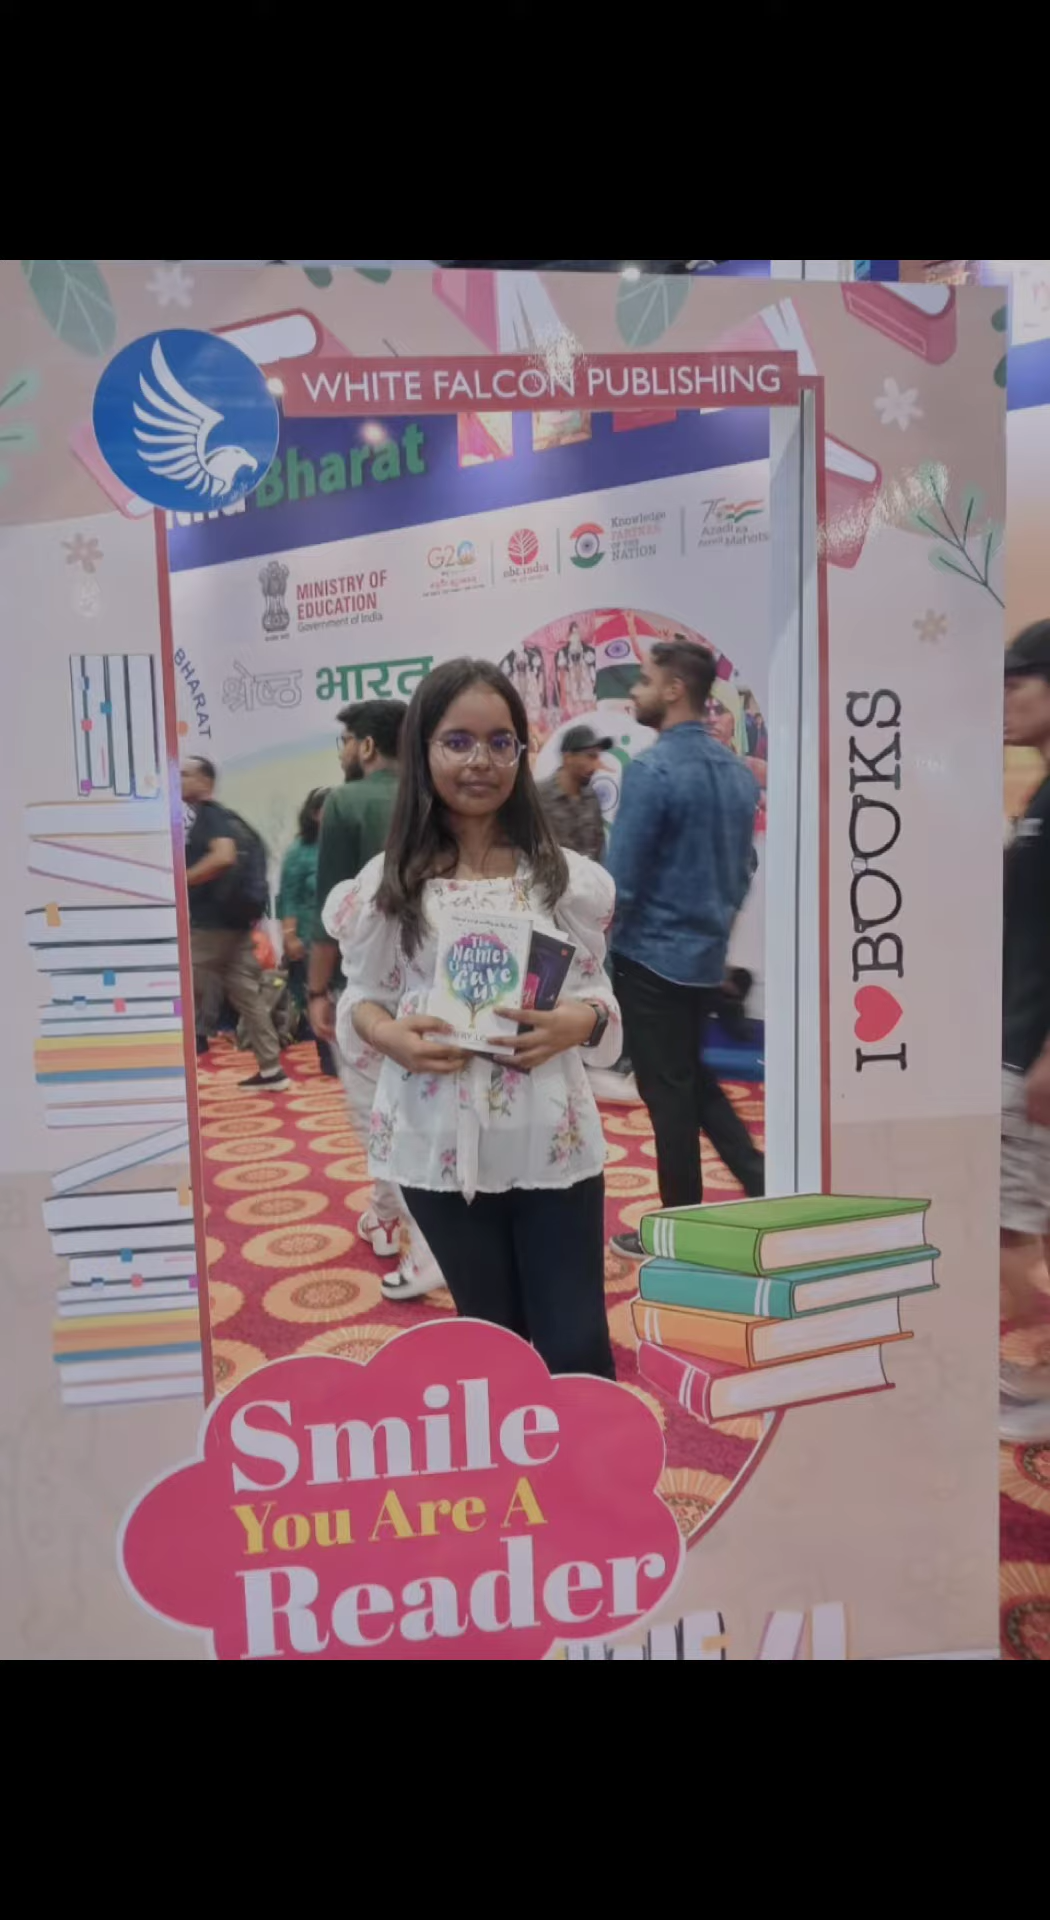 WHITE FALCON PUBLISHING
Bharat
MINISTRY OF
EDUCATION
Government of India
G20
nbt.india
Knowledge
PARTNER
OF THE
NATION
Azadi Ka
Amrit Mahots
BHARAT
श्रेष्ठ भारत
The
Names
They
Gave
Us
I BOOKS
Smile
You Are A
Reader